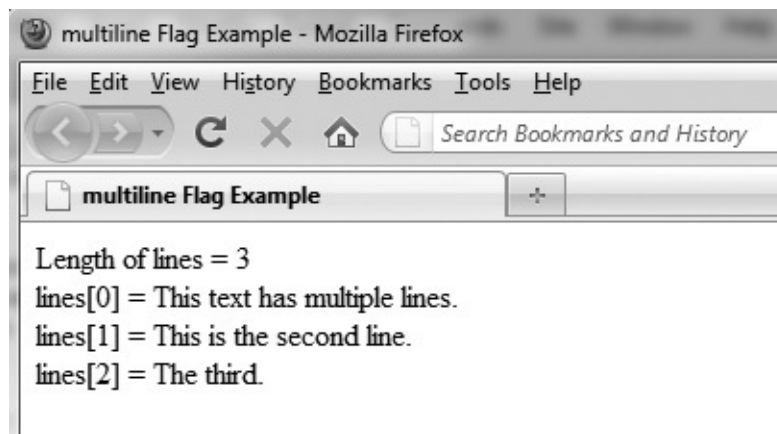 multiline Flag Example - Mozilla Firefox
File Edit View History Bookmarks Tools Help
Search Bookmarks and History
multiline Flag Example
Length of lines = 3
lines[0] = This text has multiple lines.
lines[1] = This is the second line.
lines[2] = The third.